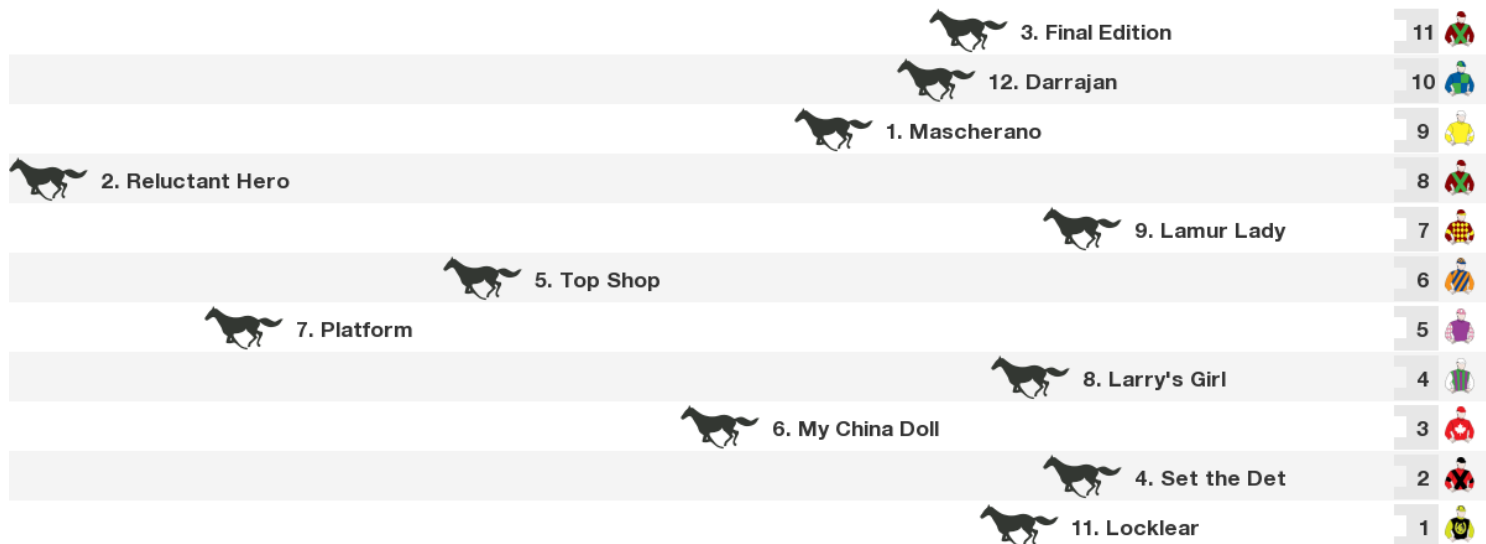 3. Final Edition 11
12. Darrajan 10
1. Mascherano 9
2. Reluctant Hero 8
9. Lamur Lady 7
5. Top Shop 6
7. Platform 5
8. Larry's Girl 4
6. My China Doll 3
4. Set the Det 2
11. Locklear 1